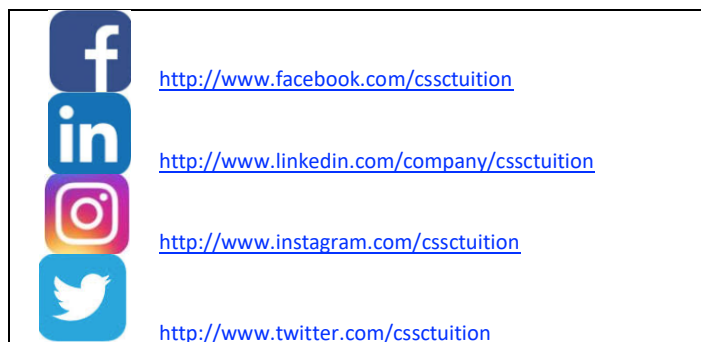 http://www.facebook.com/cssctuition
in
http://www.linkedin.com/company/cssctuition
http://www.instagram.com/cssctuition
http://www.twitter.com/cssctuition